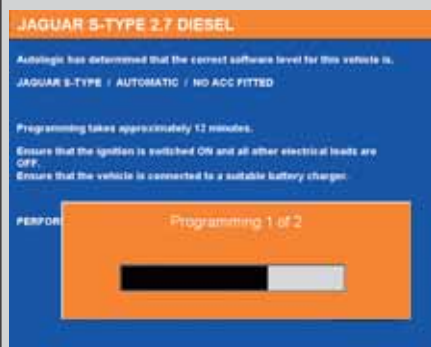 JAGUAR S-TYPE 2.7 DIESEL
Autologic has determined that the correct software level for this vehicle is,
JAGUAR S-TYPE / AUTOMATIC / NO ACC FITTED
Programming takes approximately 12 minutes.
Ensure that the ignition is switched ON and all other electrical loads are
OFF.
Ensure that the vehicle is connected to a suitable battery charger.
PERFOR
Programming 1 of 2